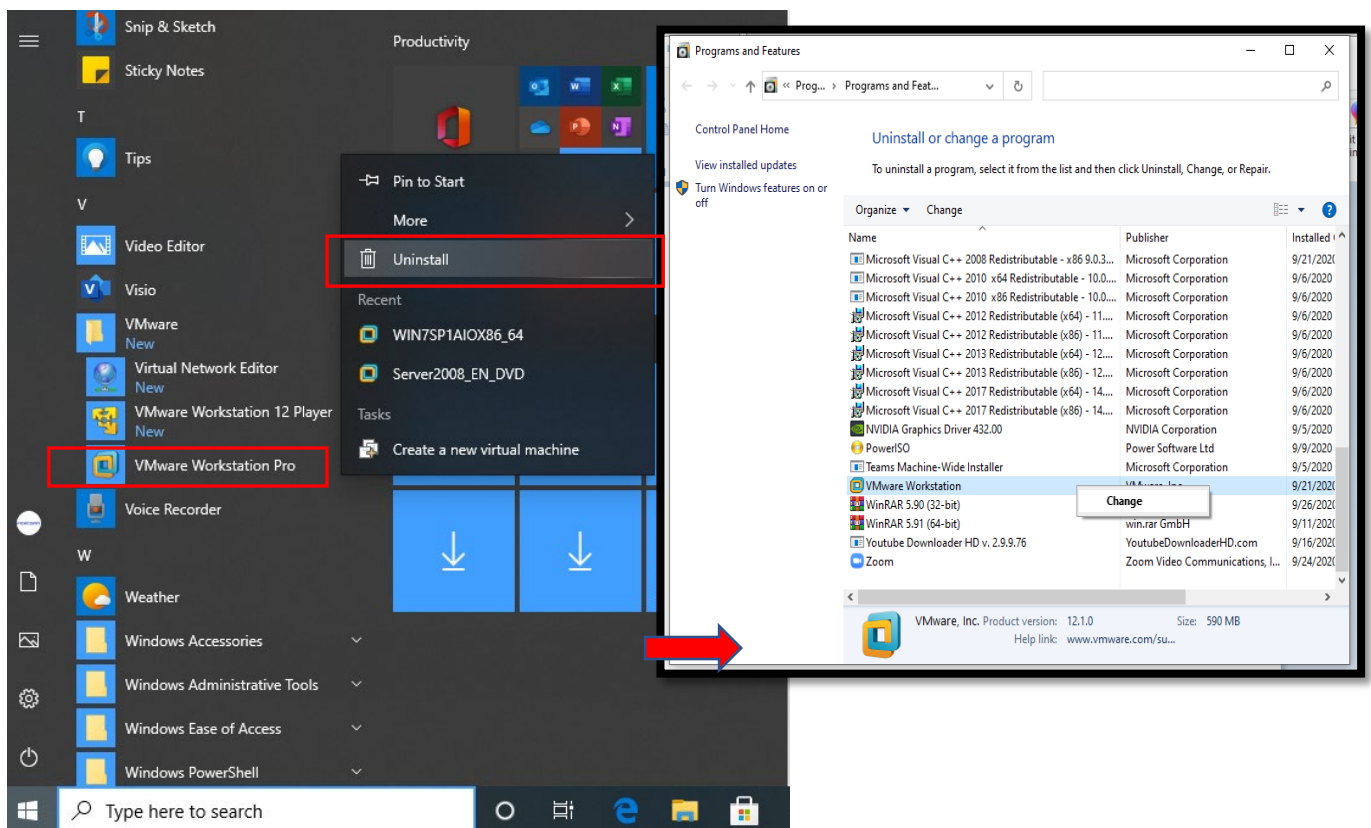 Snip & Sketch
Sticky Notes
T
Tips
V
Video Editor
Visio
VMware
New
Virtual Network Editor
New
VMware Workstation 12 Player
New
VMware Workstation Pro
Voice Recorder
W
Weather
Windows Accessories
Windows Administrative Tools
Windows Ease of Access
Windows PowerShell
Type here to search
Productivity
Pin to Start
More
Uninstall
Recent
WIN7SP1AIOX86_64
Server2008_EN_DVD
Tasks
Create a new virtual machine
Programs and Features
« Prog... › Programs and Feat...
Control Panel Home
View installed updates
Turn Windows features on or
off
Uninstall or change a program
To uninstall a program, select it from the list and then click Uninstall, Change, or Repair.
Organize Change
Name Publisher Installed
Microsoft Visual C++ 2008 Redistributable - x86 9.0.3... Microsoft Corporation 9/21/2020
Microsoft Visual C++ 2010 x64 Redistributable - 10.0.... Microsoft Corporation 9/6/2020
Microsoft Visual C++ 2010 x86 Redistributable - 10.0.... Microsoft Corporation 9/6/2020
Microsoft Visual C++ 2012 Redistributable (x64) - 11.... Microsoft Corporation 9/6/2020
Microsoft Visual C++ 2012 Redistributable (x86) - 11.... Microsoft Corporation 9/6/2020
Microsoft Visual C++ 2013 Redistributable (x64) - 12.... Microsoft Corporation 9/6/2020
Microsoft Visual C++ 2013 Redistributable (x86) - 12.... Microsoft Corporation 9/6/2020
Microsoft Visual C++ 2017 Redistributable (x64) - 14.... Microsoft Corporation 9/6/2020
Microsoft Visual C++ 2017 Redistributable (x86) - 14.... Microsoft Corporation 9/6/2020
NVIDIA Graphics Driver 432.00 NVIDIA Corporation 9/5/2020
PowerISO Power Software Ltd 9/9/2020
Teams Machine-Wide Installer Microsoft Corporation 9/5/2020
VMware Workstation 9/21/2020
Change
WinRAR 5.90 (32-bit) 9/26/2020
WinRAR 5.91 (64-bit) win.rar GmbH 9/11/2020
Youtube Downloader HD v. 2.9.9.76 YoutubeDownloaderHD.com 9/16/2020
Zoom Zoom Video Communications, I... 9/24/2020
VMware, Inc. Product version: 12.1.0 Size: 590 MB
Help link: www.vmware.com/su...